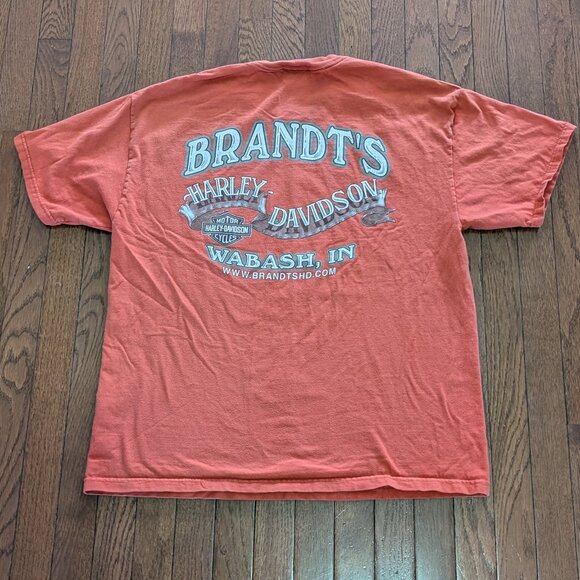 BRANDT'S
HARLEY-
DAVIDSON
MOTOR
HARLEY-DAVIDSON
CYCLES
WABASH, IN
WWW.BRANDTSHD.COM